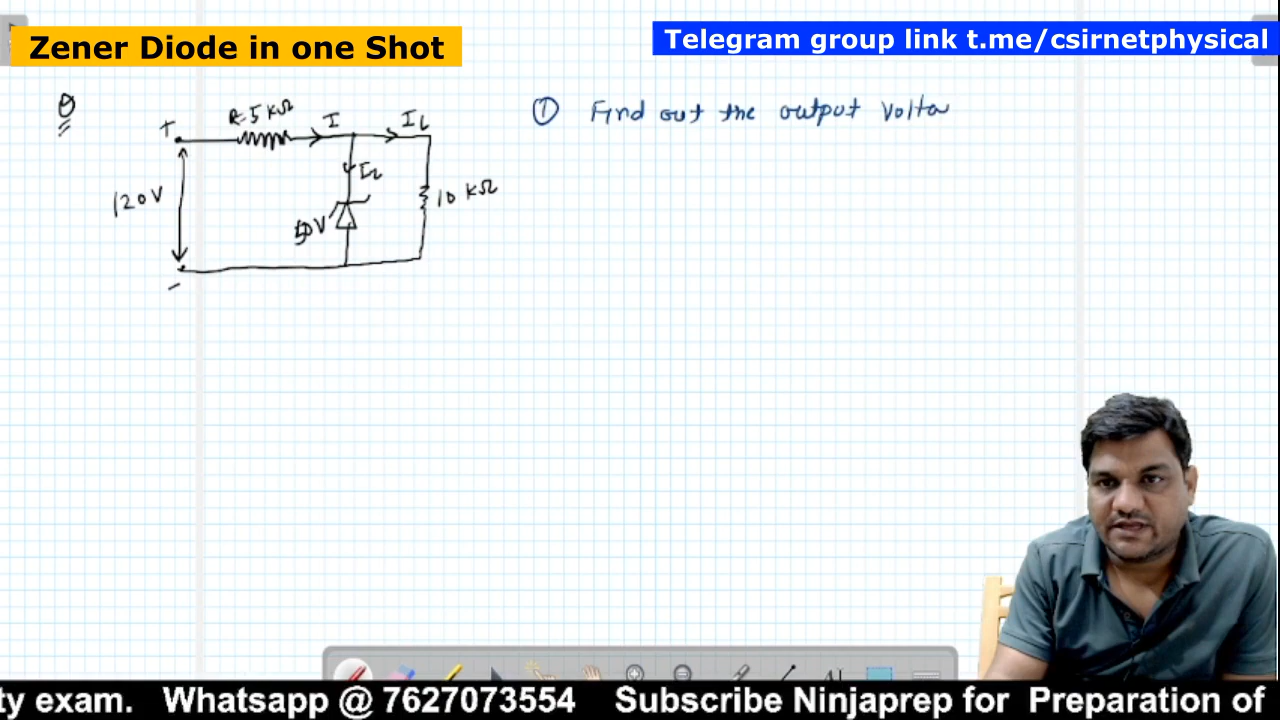 Zener Diode in one Shot
Telegram group link t.me/csirnetphysical
Q
R=5 kΩ
I
IL
① Find out the output Volta
+
Iz
120V
10 kΩ
50V
-
ty exam. Whatsapp @ 7627073554 Subscribe Ninjaprep for Preparation of